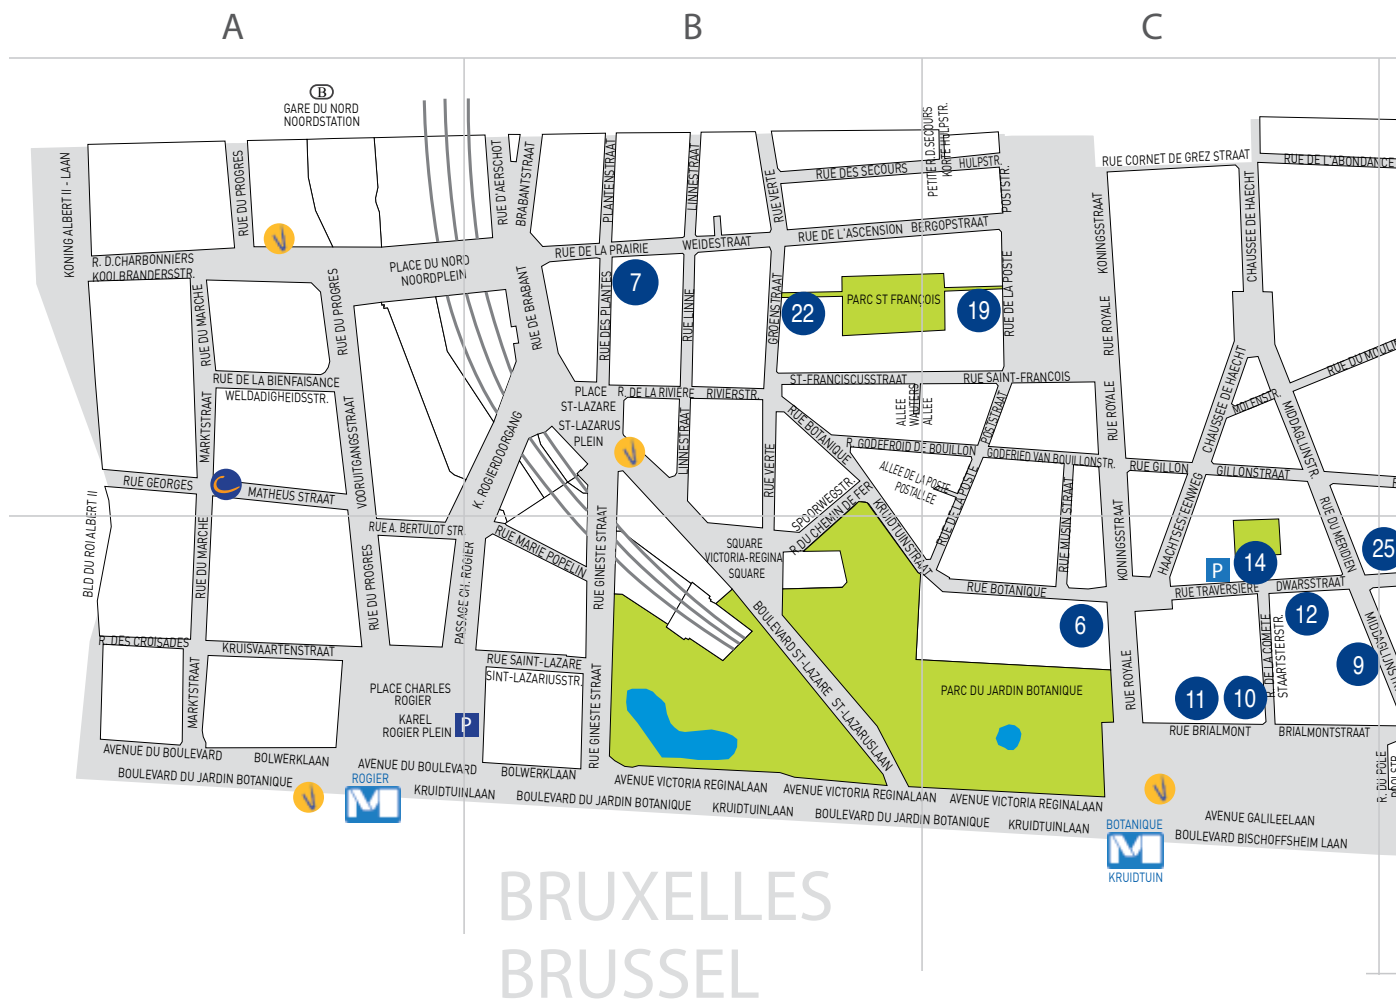 A
B
C
B
GARE DU NORD
NOORDSTATION
KONING ALBERT II - LAAN
RUE DU PROGRES
R. D.CHARBONNIERS
KOOLBRANDERSSTR.
PLACE DU NORD
NOORDPLEIN
RUE D'AERSCHOT
BRABANTSTRAAT
PLANTENSTRAAT
LINNESTRAAT
RUE VERTE
RUE DES SECOURS
HULPSTR.
PETITE R.D.SECOURS
KORTE HULPSTR.
POSTSTR.
RUE CORNET DE GREZ STRAAT
RUE DE L'ABONDANCE
KONINGSSTRAAT
CHAUSSEE DE HAECHT
RUE DE LA PRAIRIE
WEIDESTRAAT
RUE DE L'ASCENSION
BERGOPSTRAAT
RUE DU MARCHE
RUE DU PROGRES
RUE DE BRABANT
RUE DES PLANTES
7
RUE LINNE
GROENSTRAAT
22
PARC ST FRANÇOIS
19
RUE DE LA POSTE
RUE ROYALE
RUE DE LA BIENFAISANCE
WELDADIGHEIDSSTR.
MARKTSTRAAT
VOORUITGANGSSTRAAT
K. ROGIERDOORGANG
PLACE
ST-LAZARE
ST-LAZARUS
PLEIN
R. DE LA RIVIERE
RIVIERSTR.
LINNESTRAAT
RUE VERTE
ST-FRANCISCUSSTRAAT
RUE SAINT-FRANCOIS
ALLEE
WAUTERS
ALLEE
POSTSTRAAT
RUE ROYALE
CHAUSSEE DE HAECHT
MOLENSTR.
MIDDAGLIJNSTR.
RUE BOTANIQUE
R. GODEFROID DE BOUILLON
GODFRIED VAN BOUILLONSTR.
RUE GILLON
GILLONSTRAAT
ALLEE DE LA POSTE
POSTALLEE
SPOORWEGSTR.
R. DU CHEMIN DE FER
KRUIDTUINSTRAAT
RUE DE LA POSTE
RUE MUSIN STRAAT
KONINGSSTRAAT
HAACHTSESTEENWEG
RUE DU MERIDIEN
RUE GEORGES
MATHEUS STRAAT
BLD DU ROI ALBERT II
RUE DU MARCHE
RUE A. BERTULOT STR.
RUE DU PROGRES
PASSAGE CH. ROGIER
RUE MARIE POPELIN
RUE GINESTE STRAAT
SQUARE
VICTORIA-REGINA
SQUARE
25
P
14
RUE BOTANIQUE
RUE TRAVERSIERE
DWARSSTRAAT
12
6
9
R. DES CROISADES
KRUISVAARTENSTRAAT
MARKTSTRAAT
RUE SAINT-LAZARE
SINT-LAZARIUSSTR.
RUE GINESTE STRAAT
BOULEVARD ST-LAZARE
ST-LAZARUSLAAN
PLACE CHARLES
ROGIER
KAREL
ROGIER PLEIN
P
PARC DU JARDIN BOTANIQUE
RUE ROYALE
11
10
R. DE LA COMETE
STAARTSTERSTR.
RUE BRIALMONT
BRIALMONTSTRAAT
R. DU POLE
AVENUE DU BOULEVARD
BOLWERKLAAN
AVENUE DU BOULEVARD
BOLWERKLAAN
AVENUE VICTORIA REGINALAAN
AVENUE VICTORIA REGINALAAN
AVENUE VICTORIA REGINALAAN
BOULEVARD DU JARDIN BOTANIQUE
ROGIER
M
KRUIDTUINLAAN
BOULEVARD DU JARDIN BOTANIQUE
KRUIDTUINLAAN
BOULEVARD DU JARDIN BOTANIQUE
KRUIDTUINLAAN
BOTANIQUE
M
KRUIDTUIN
AVENUE GALILEELAAN
BOULEVARD BISCHOFFSHEIM LAAN
BRUXELLES
BRUSSEL